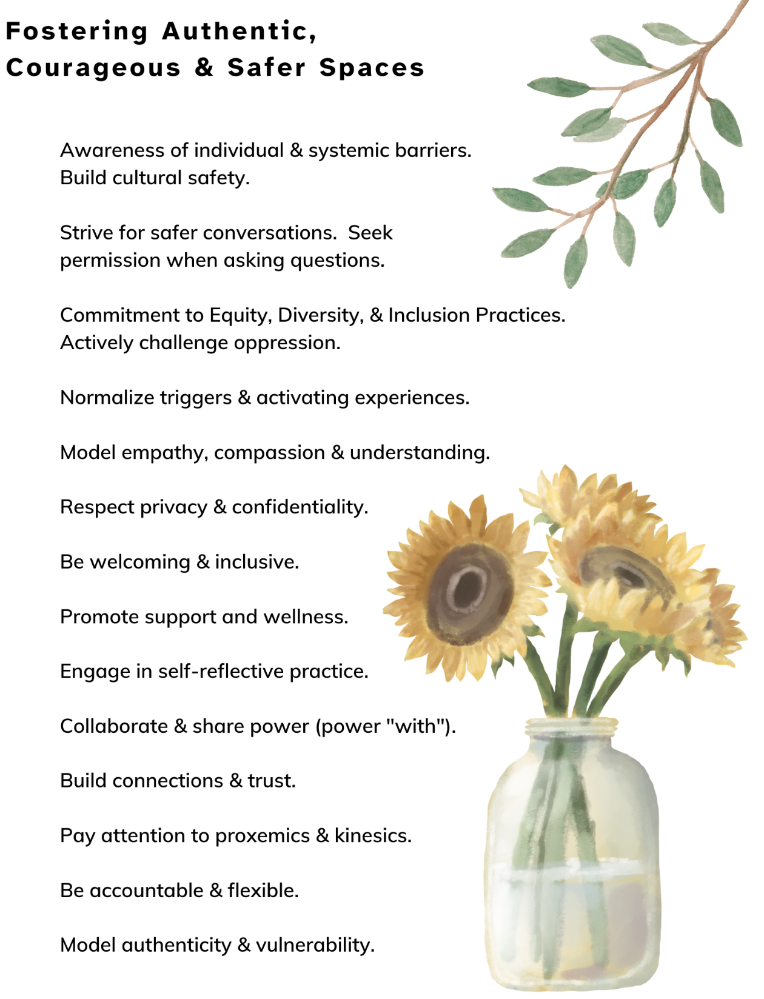 Fostering Authentic,
Courageous & Safer Spaces
Awareness of individual & systemic barriers.
Build cultural safety.
Strive for safer conversations.  Seek
permission when asking questions.
Commitment to Equity, Diversity, & Inclusion Practices.
Actively challenge oppression.
Normalize triggers & activating experiences.
Model empathy, compassion & understanding.
Respect privacy & confidentiality.
Be welcoming & inclusive.
Promote support and wellness.
Engage in self-reflective practice.
Collaborate & share power (power "with").
Build connections & trust.
Pay attention to proxemics & kinesics.
Be accountable & flexible.
Model authenticity & vulnerability.